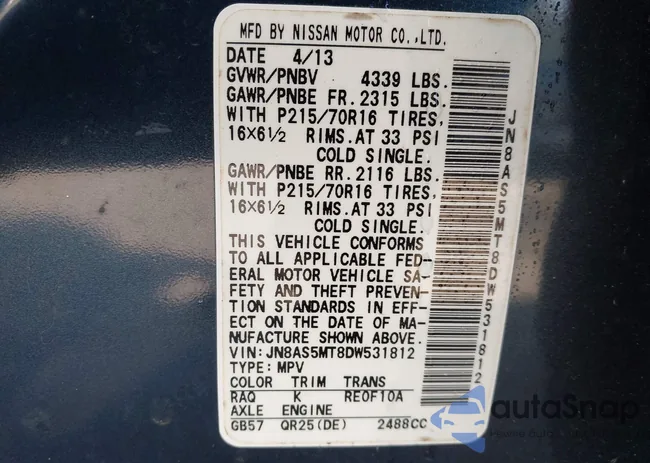 MFD BY NISSAN MOTOR CO.,LTD.
DATE 4/13
GVWR/PNBV 4339 LBS.
GAWR/PNBE FR. 2315 LBS.
WITH P215/70R16 TIRES,
16×6½ RIMS. AT 33 PSI
COLD SINGLE.
GAWR/PNBE RR. 2116 LBS.
WITH P215/70R16 TIRES,
16×6½ RIMS. AT 33 PSI
COLD SINGLE.
THIS VEHICLE CONFORMS
TO ALL APPLICABLE FED-
ERAL MOTOR VEHICLE SA-
FETY AND THEFT PREVEN-
TION STANDARDS IN EFF-
ECT ON THE DATE OF MA-
NUFACTURE SHOWN ABOVE.
VIN:JN8AS5MT8DW531812
TYPE: MPV
COLOR TRIM TRANS
RAQ K RE0F10A
AXLE ENGINE
GB57 QR25(DE) 2488CC
JN8AS5MT8DW531812
autoSnap